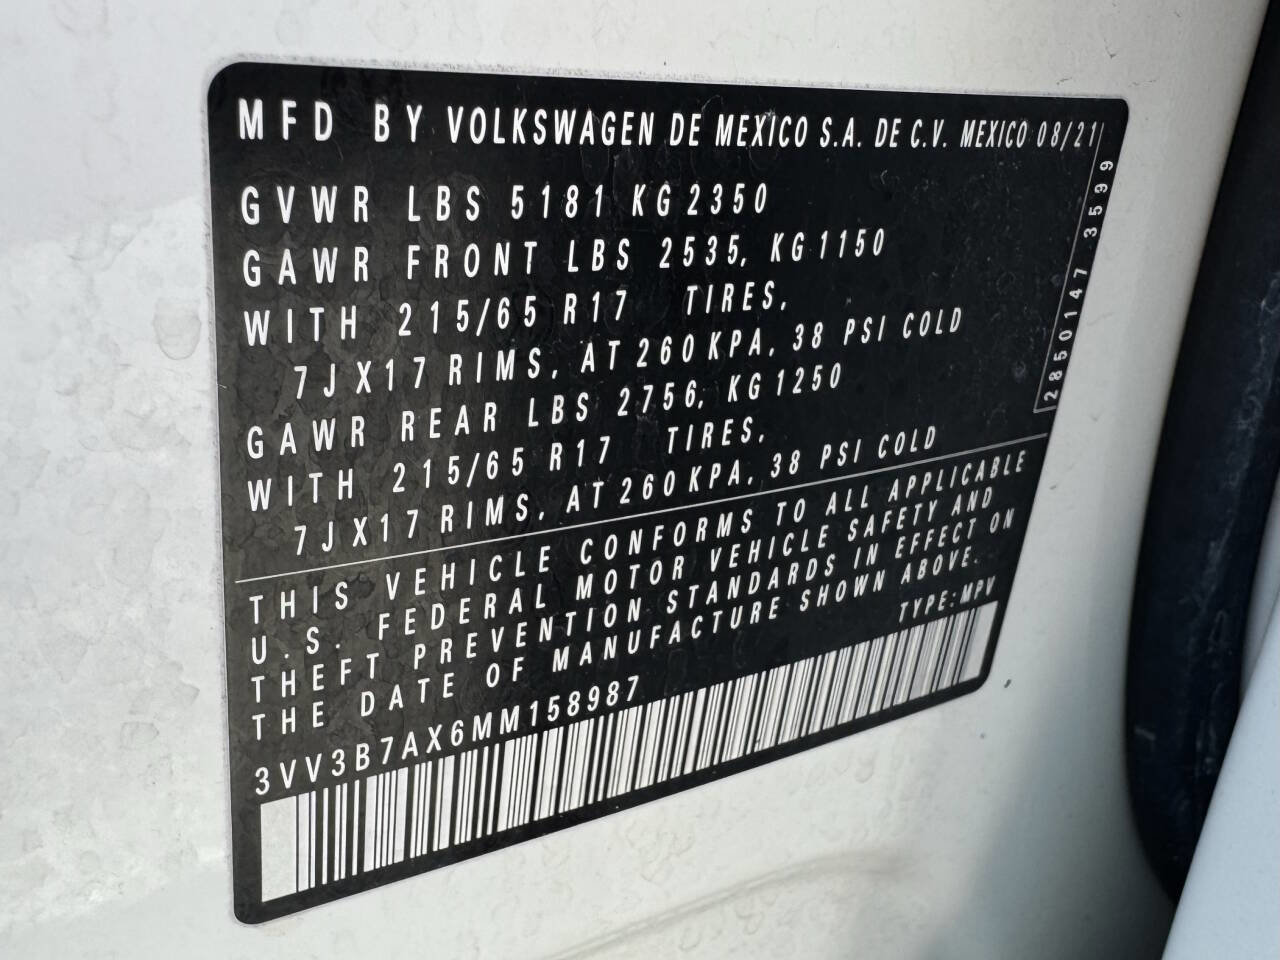 MFD BY VOLKSWAGEN DE MEXICO S.A. DE C.V. MEXICO 08/21
GVWR LBS 5181 KG 2350
GAWR FRONT LBS 2535, KG 1150
WITH 215/65 R17 TIRES,
7J X17 RIMS, AT 260 KPA, 38 PSI COLD
GAWR REAR LBS 2756, KG 1250
WITH 215/65 R17 TIRES,
7J X17 RIMS, AT 260 KPA, 38 PSI COLD
2850147 3599
THIS VEHICLE CONFORMS TO ALL APPLICABLE
U.S. FEDERAL MOTOR VEHICLE SAFETY AND
THEFT PREVENTION STANDARDS IN EFFECT ON
THE DATE OF MANUFACTURE SHOWN ABOVE.
TYPE: MPV
3VV3B7AX6MM158987